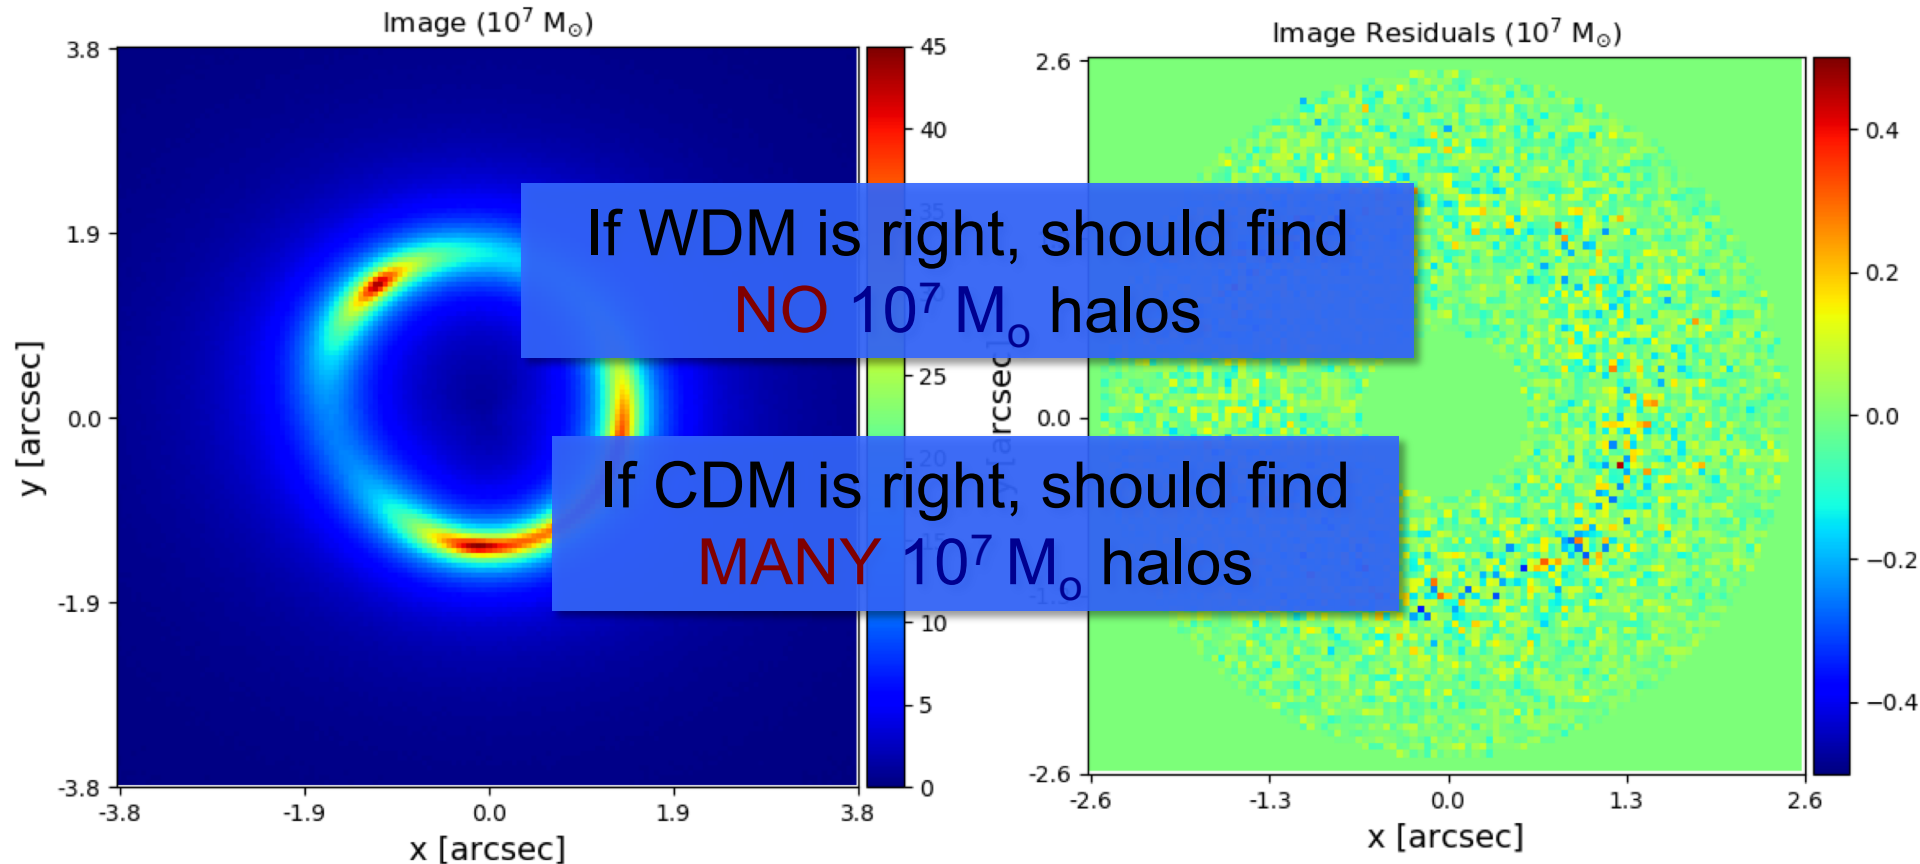 Image (10⁷ M☉)
3.8
1.9
0.0
-1.9
-3.8
y [arcsec]
-3.8 -1.9 0.0 1.9 3.8
x [arcsec]
45
40
35
25
20
15
10
5
0
If WDM is right, should find
NO 10⁷ Mₒ halos
If CDM is right, should find
MANY 10⁷ Mₒ halos
Image Residuals (10⁷ M☉)
2.6
0.0
-2.6
y [arcsec]
-2.6 -1.3 0.0 1.3 2.6
x [arcsec]
0.4
0.2
0.0
−0.2
−0.4